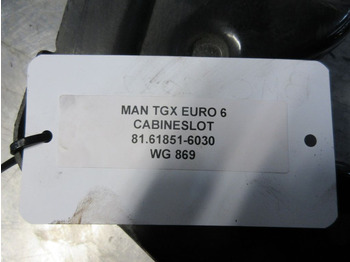 MAN TGX EURO 6
CABINESLOT
81.61851-6030
WG 869